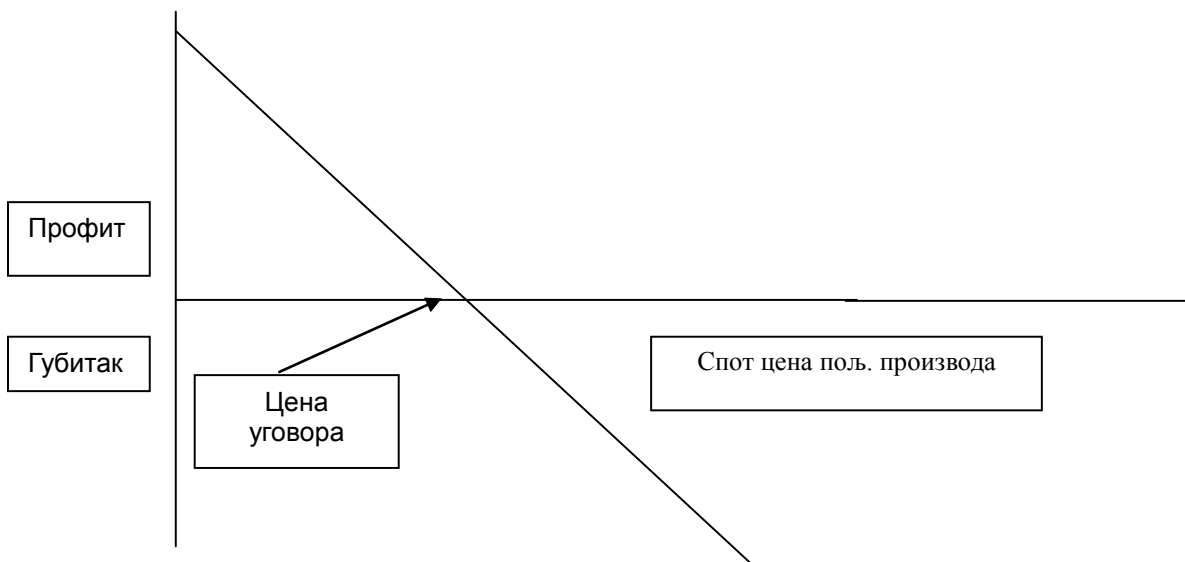 Профит
Губитак
Цена
уговора
Спот цена пољ. производа